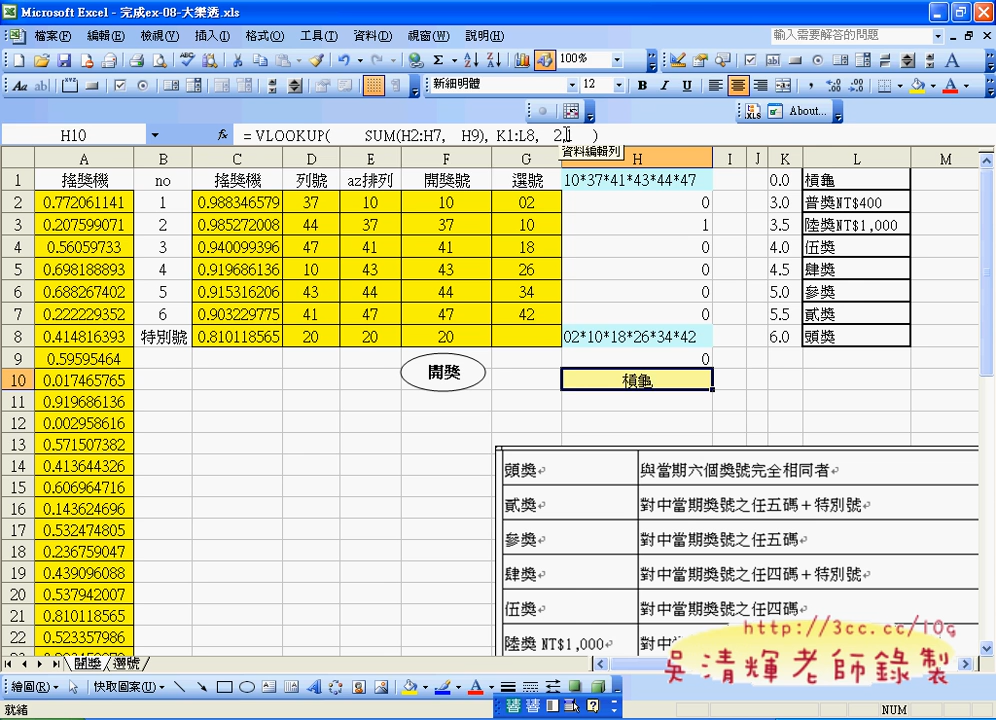 Microsoft Excel - 完成ex-08-大樂透.xls
檔案(F) 編輯(E) 檢視(V) 插入(I) 格式(O) 工具(T) 資料(D) 視窗(W) 說明(H) 輸入需要解答的問題
100%
新細明體 12 B I U
About...
H10 fx = VLOOKUP( SUM(H2:H7, H9), K1:L8, 2, )
資料編輯列
A B C D E F G H I J K L M
1 搖獎機 no 搖獎機 列號 az排列 開獎號 選號 10*37*41*43*44*47 0.0 槓龜
2 0.772061141 1 0.988346579 37 10 10 02 0 3.0 普獎NT$400
3 0.207599071 2 0.985272008 44 37 37 10 1 3.5 陸獎NT$1,000
4 0.56059733 3 0.940099396 47 41 41 18 0 4.0 伍獎
5 0.698188893 4 0.919686136 10 43 43 26 0 4.5 肆獎
6 0.688267402 5 0.915316206 43 44 44 34 0 5.0 參獎
7 0.222229352 6 0.903229775 41 47 47 42 0 5.5 貳獎
8 0.414816393 特別號 0.810118565 20 20 20 02*10*18*26*34*42 6.0 頭獎
9 0.59595464 0
開獎
10 0.017465765 槓龜
11 0.919686136
12 0.002958616
13 0.571507382
14 0.413644326
15 0.606964716
16 0.143624696
17 0.532474805
18 0.236759047
19 0.439096088
20 0.537942007
21 0.810118565
22 0.523357986
頭獎 與當期六個獎號完全相同者
貳獎 對中當期獎號之任五碼+特別號
參獎 對中當期獎號之任五碼
肆獎 對中當期獎號之任四碼+特別號
伍獎 對中當期獎號之任四碼
陸獎 NT$1,000 對中
http://3cc.cc/10g
吳清輝老師錄製
開獎 選號
繪圖(R) 快取圖案(U)
就緒 NUM